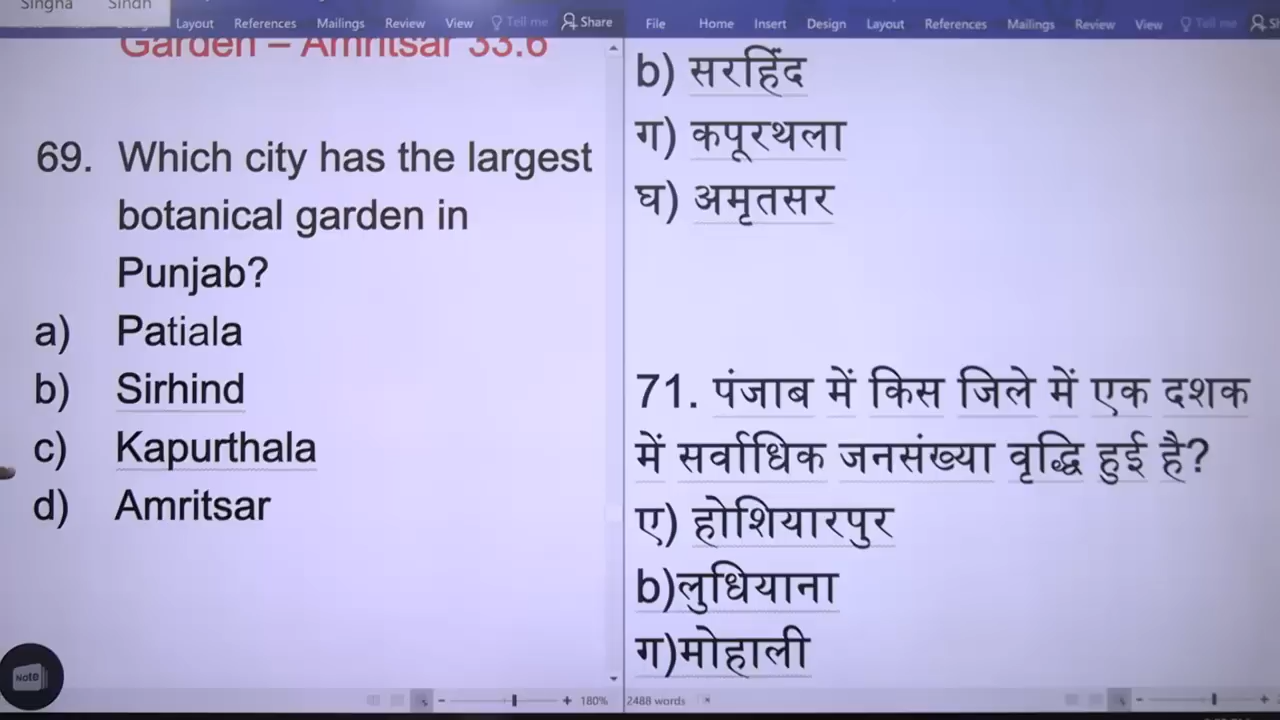 Singha Sindh
Layout References Mailings Review View Tell me Share
Garden – Amritsar 33.6
69. Which city has the largest
botanical garden in
Punjab?
a) Patiala
b) Sirhind
c) Kapurthala
d) Amritsar
Note
180%
File Home Insert Design Layout References Mailings Review View Tell me
b) सरहिंद
ग) कपूरथला
घ) अमृतसर
71. पंजाब में किस जिले में एक दशक
में सर्वाधिक जनसंख्या वृद्धि हुई है?
ए) होशियारपुर
b)लुधियाना
ग)मोहाली
2488 words